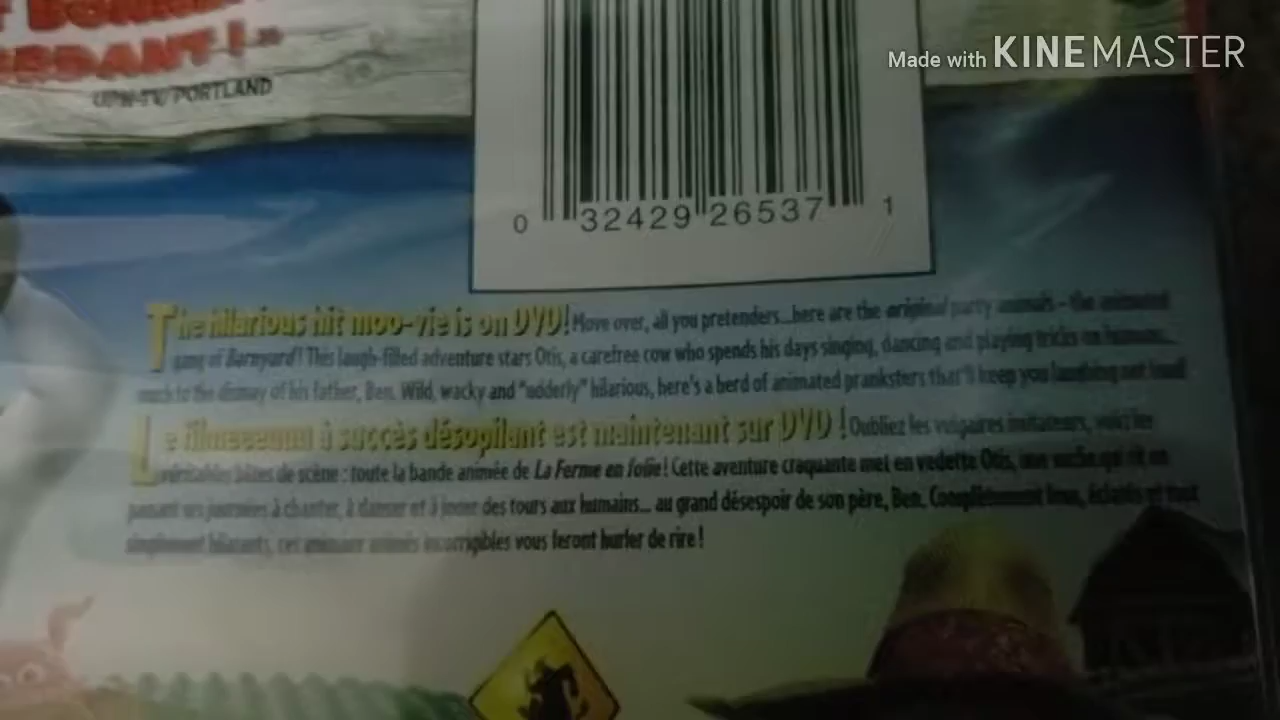 Made with KINEMASTER
UPN-TV/PORTLAND
0 32429 26537 1
The hilarious hit moo-vie is on DVD! Move over, all you pretenders...here are the original party animals – the animated
gang of Barnyard! This laugh-filled adventure stars Otis, a carefree cow who spends his days singing, dancing and playing tricks on humans...
much to the dismay of his father, Ben. Wild, wacky and "udderly" hilarious, here's a herd of animated pranksters that'll keep you laughing out loud!
Le filmeeeuuu à succès désopilant est maintenant sur DVD ! Oubliez les vulgaires imitateurs, voici les
véritables bêtes de scène : toute la bande animée de La Ferme en folie ! Cette aventure craquante met en vedette Otis, une
passant ses journées à chanter, à danser et à jouer des tours aux humains... au grand désespoir de son père, Ben. Complètement fous, éclatés et tout
simplement hilarants, ces animaux animés incorrigibles vous feront hurler de rire !